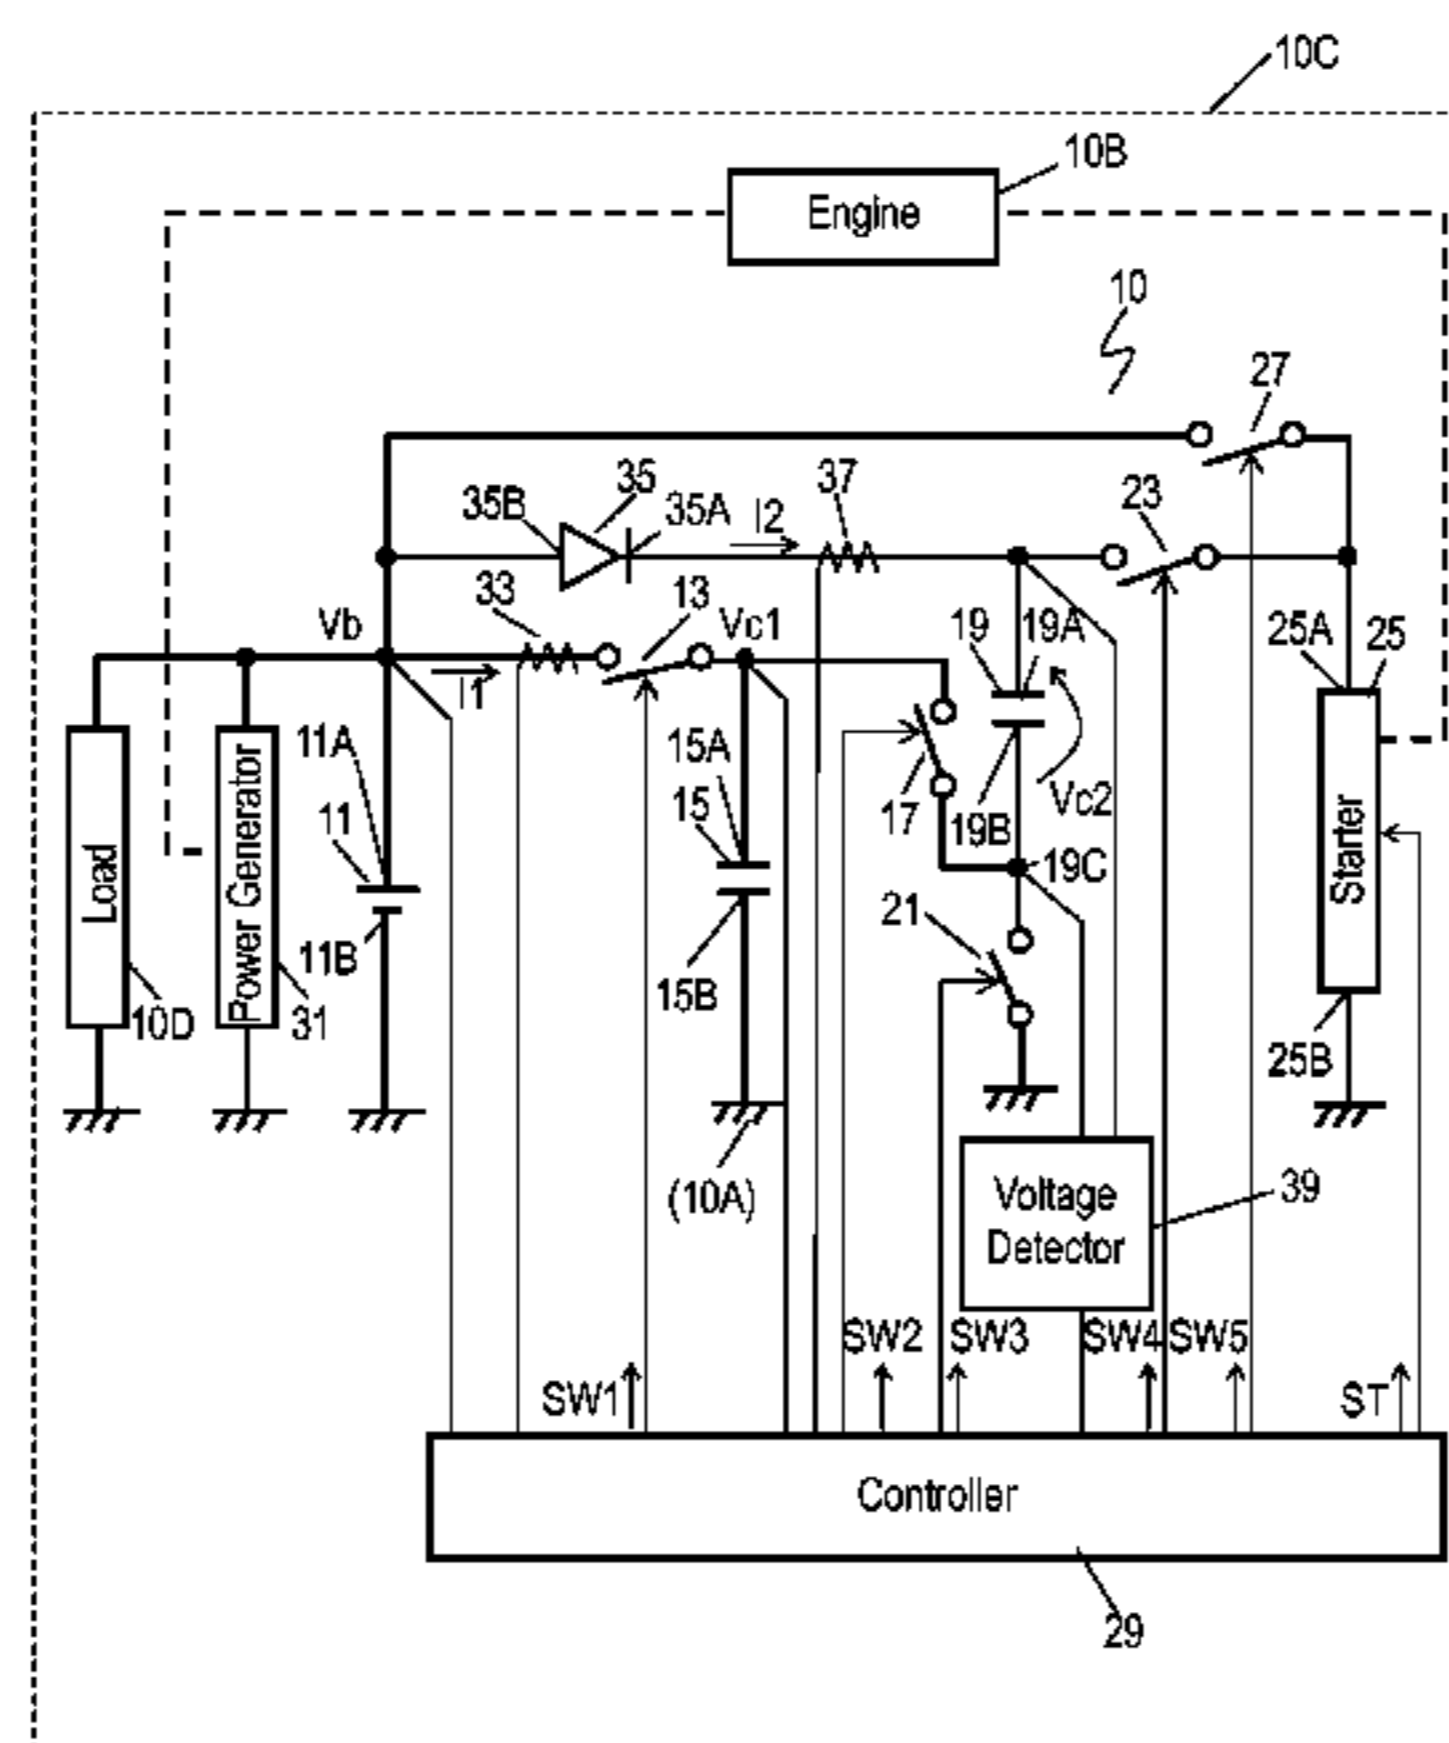 10C
10B
Engine
10
27
35
37
35B
35A
I2
23
33
13
Vb
Vc1
19
19A
25A
25
I1
11A
15A
11
15
17
19B
Vc2
Load
Power Generator
Starter
19C
21
11B
15B
10D
31
25B
(10A)
Voltage
Detector
39
SW2
SW3
SW4
SW5
SW1
ST
Controller
29